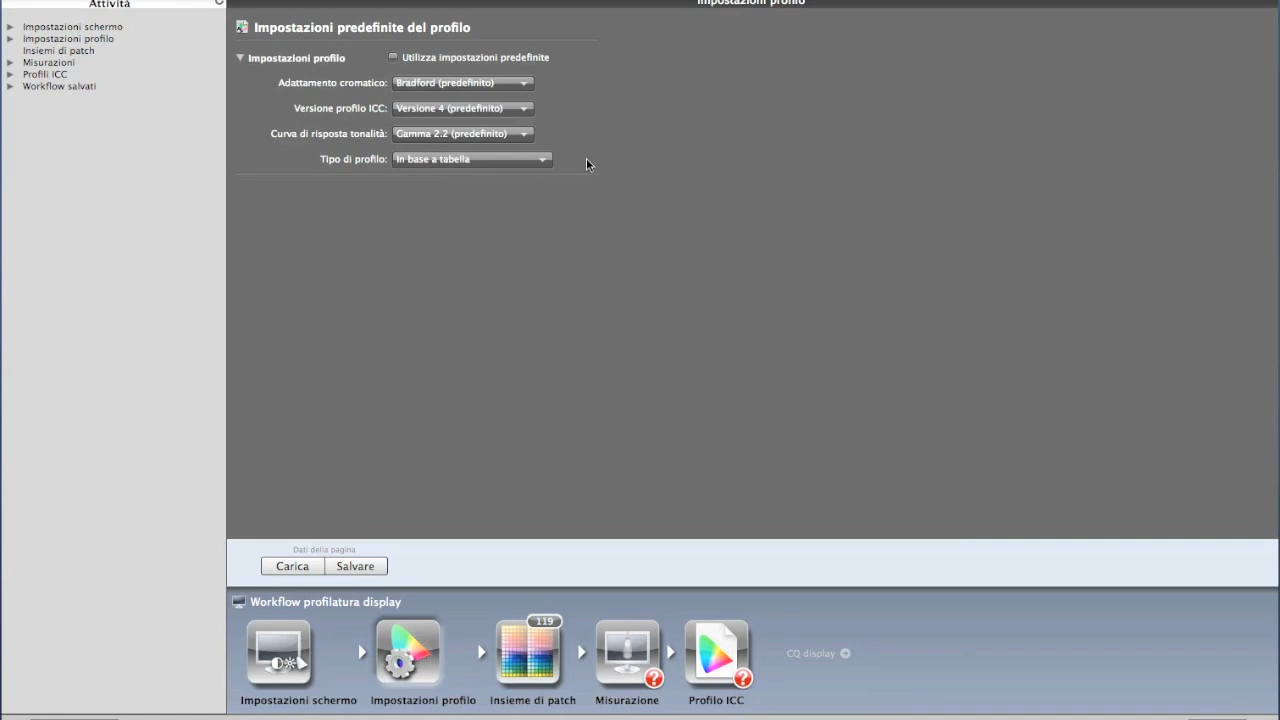 Attività
Impostazioni profilo
Impostazioni schermo
Impostazioni profilo
Insiemi di patch
Misurazioni
Profili ICC
Workflow salvati
Impostazioni predefinite del profilo
Impostazioni profilo
Utilizza impostazioni predefinite
Adattamento cromatico: Bradford (predefinito)
Versione profilo ICC: Versione 4 (predefinito)
Curva di risposta tonalità: Gamma 2.2 (predefinito)
Tipo di profilo: In base a tabella
Dati della pagina
Carica Salvare
Workflow profilatura display
119
CQ display
Impostazioni schermo Impostazioni profilo Insieme di patch Misurazione Profilo ICC